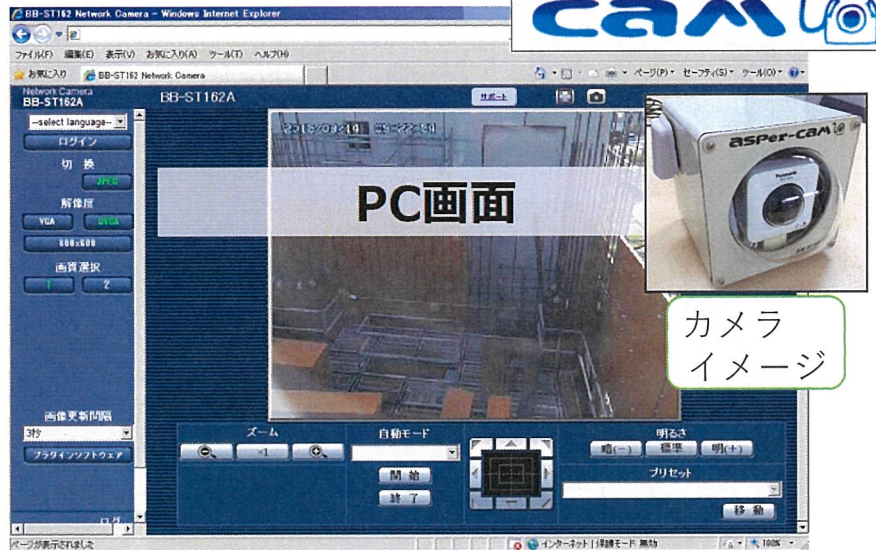 BB-ST162 Network Camera - Windows Internet Explorer
cam
ファイル(F) 編集(E) 表示(V) お気に入り(A) ツール(T) ヘルプ(H)
お気に入り BB-ST162 Network Camera
ページ(P) セーフティ(S) ツール(O)
Network Camera
BB-ST162A
BB-ST162A
サポート
--select language--
ログイン
切 換
JPEG
解像度
VGA QVGA
800x600
画質選択
1 2
PC画面
asper-cam
Panasonic
カメラ
イメージ
画像更新間隔
3秒
プラグインソフトウェア
ログ
ズーム
×1
自動モード
開 始
終 了
明るさ
暗(-) 標準 明(+)
プリセット
移 動
ページが表示されました
インターネット | 保護モード: 無効
100%